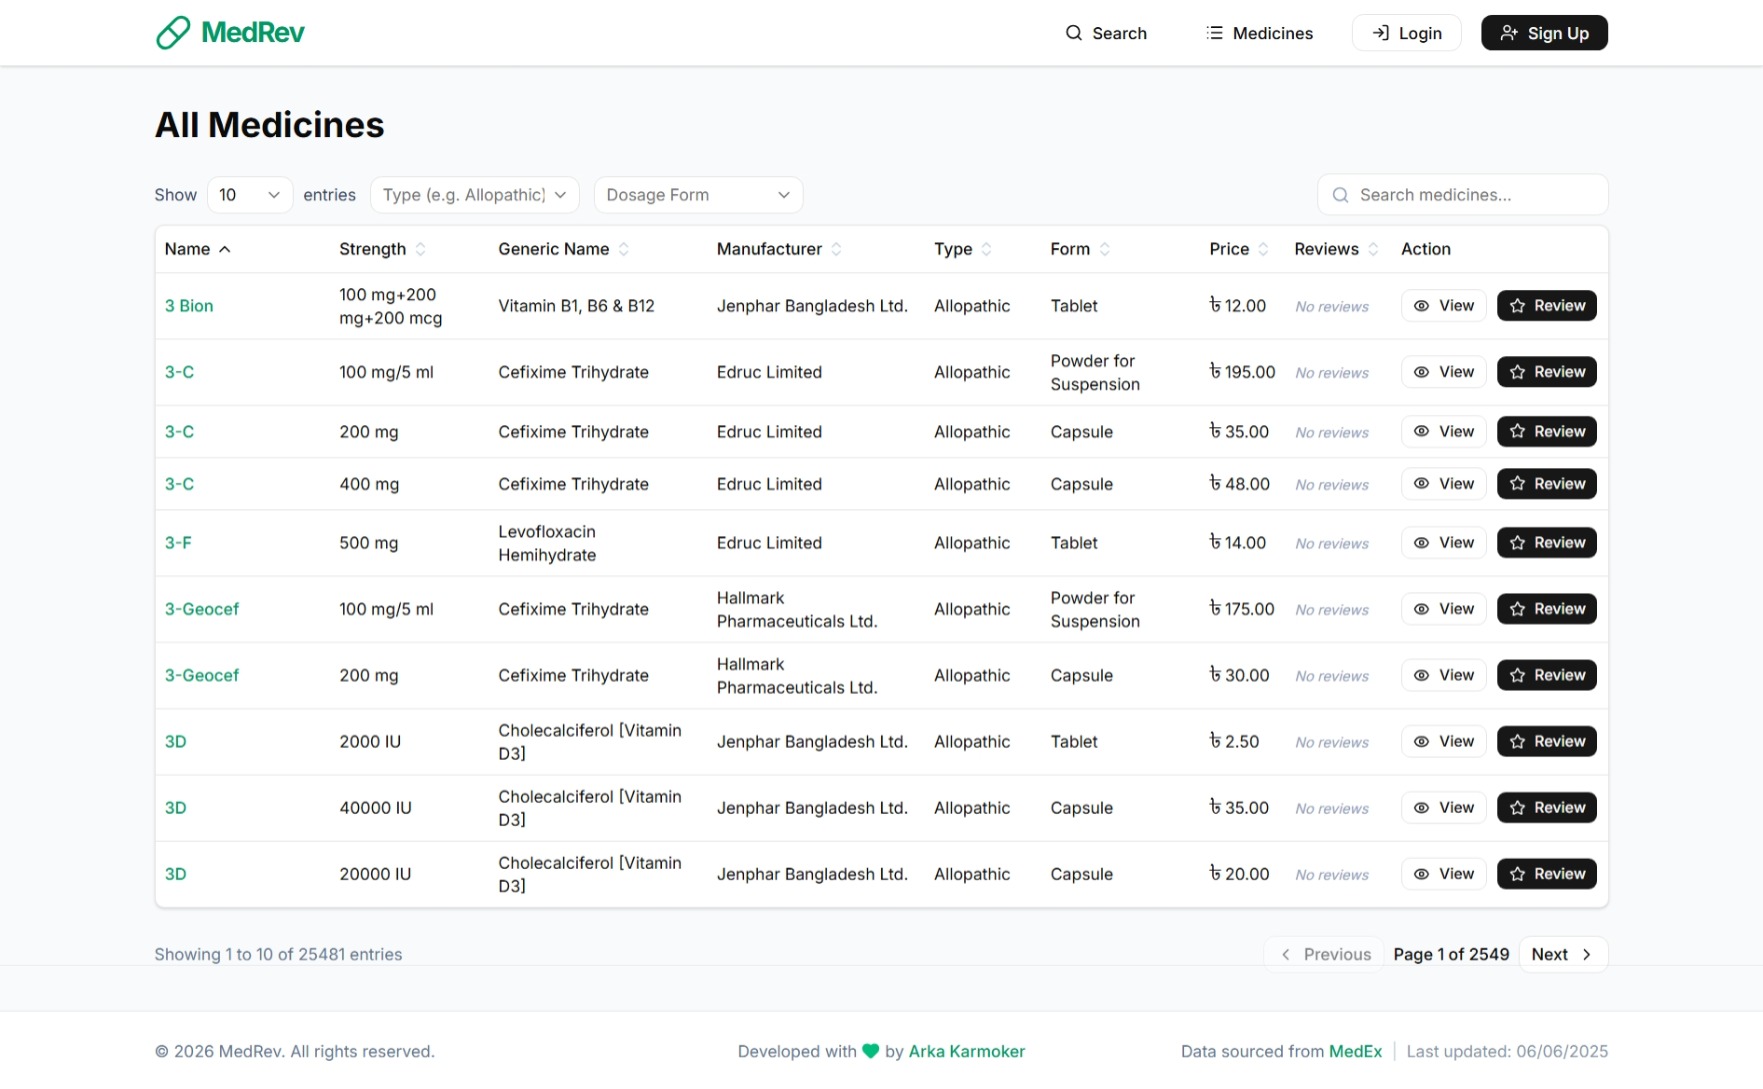 MedRev
Search
Medicines
Login
Sign Up
All Medicines
Show 10 entries Type (e.g. Allopathic) Dosage Form Search medicines...
Name Strength Generic Name Manufacturer Type Form Price Reviews Action
3 Bion 100 mg+200 mg+200 mcg Vitamin B1, B6 & B12 Jenphar Bangladesh Ltd. Allopathic Tablet ৳ 12.00 No reviews View Review
3-C 100 mg/5 ml Cefixime Trihydrate Edruc Limited Allopathic Powder for Suspension ৳ 195.00 No reviews View Review
3-C 200 mg Cefixime Trihydrate Edruc Limited Allopathic Capsule ৳ 35.00 No reviews View Review
3-C 400 mg Cefixime Trihydrate Edruc Limited Allopathic Capsule ৳ 48.00 No reviews View Review
3-F 500 mg Levofloxacin Hemihydrate Edruc Limited Allopathic Tablet ৳ 14.00 No reviews View Review
3-Geocef 100 mg/5 ml Cefixime Trihydrate Hallmark Pharmaceuticals Ltd. Allopathic Powder for Suspension ৳ 175.00 No reviews View Review
3-Geocef 200 mg Cefixime Trihydrate Hallmark Pharmaceuticals Ltd. Allopathic Capsule ৳ 30.00 No reviews View Review
3D 2000 IU Cholecalciferol [Vitamin D3] Jenphar Bangladesh Ltd. Allopathic Tablet ৳ 2.50 No reviews View Review
3D 40000 IU Cholecalciferol [Vitamin D3] Jenphar Bangladesh Ltd. Allopathic Capsule ৳ 35.00 No reviews View Review
3D 20000 IU Cholecalciferol [Vitamin D3] Jenphar Bangladesh Ltd. Allopathic Capsule ৳ 20.00 No reviews View Review
Showing 1 to 10 of 25481 entries
Previous Page 1 of 2549 Next
© 2026 MedRev. All rights reserved.
Developed with by Arka Karmoker
Data sourced from MedEx
Last updated: 06/06/2025